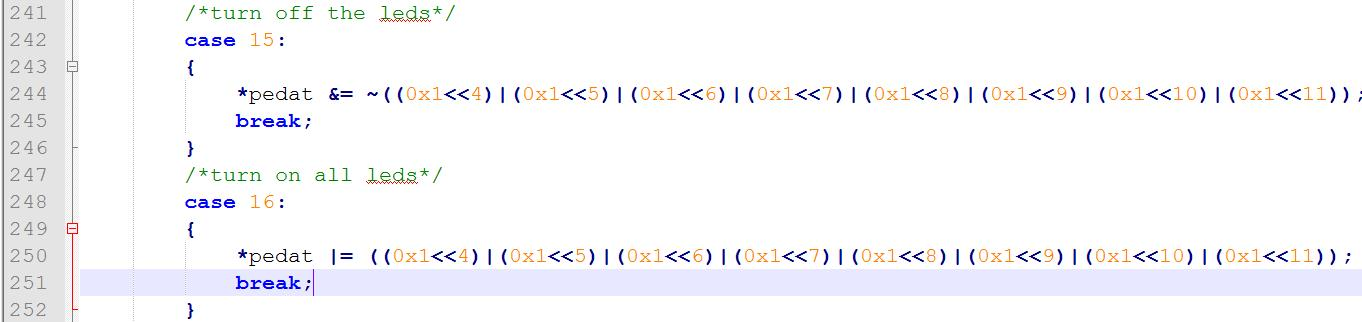 241 /*turn off the leds*/
242 case 15:
243 {
244 *pedat &= ~((0x1<<4)|(0x1<<5)|(0x1<<6)|(0x1<<7)|(0x1<<8)|(0x1<<9)|(0x1<<10)|(0x1<<11));
245 break;
246 }
247 /*turn on all leds*/
248 case 16:
249 {
250 *pedat |= ((0x1<<4)|(0x1<<5)|(0x1<<6)|(0x1<<7)|(0x1<<8)|(0x1<<9)|(0x1<<10)|(0x1<<11));
251 break;
252 }